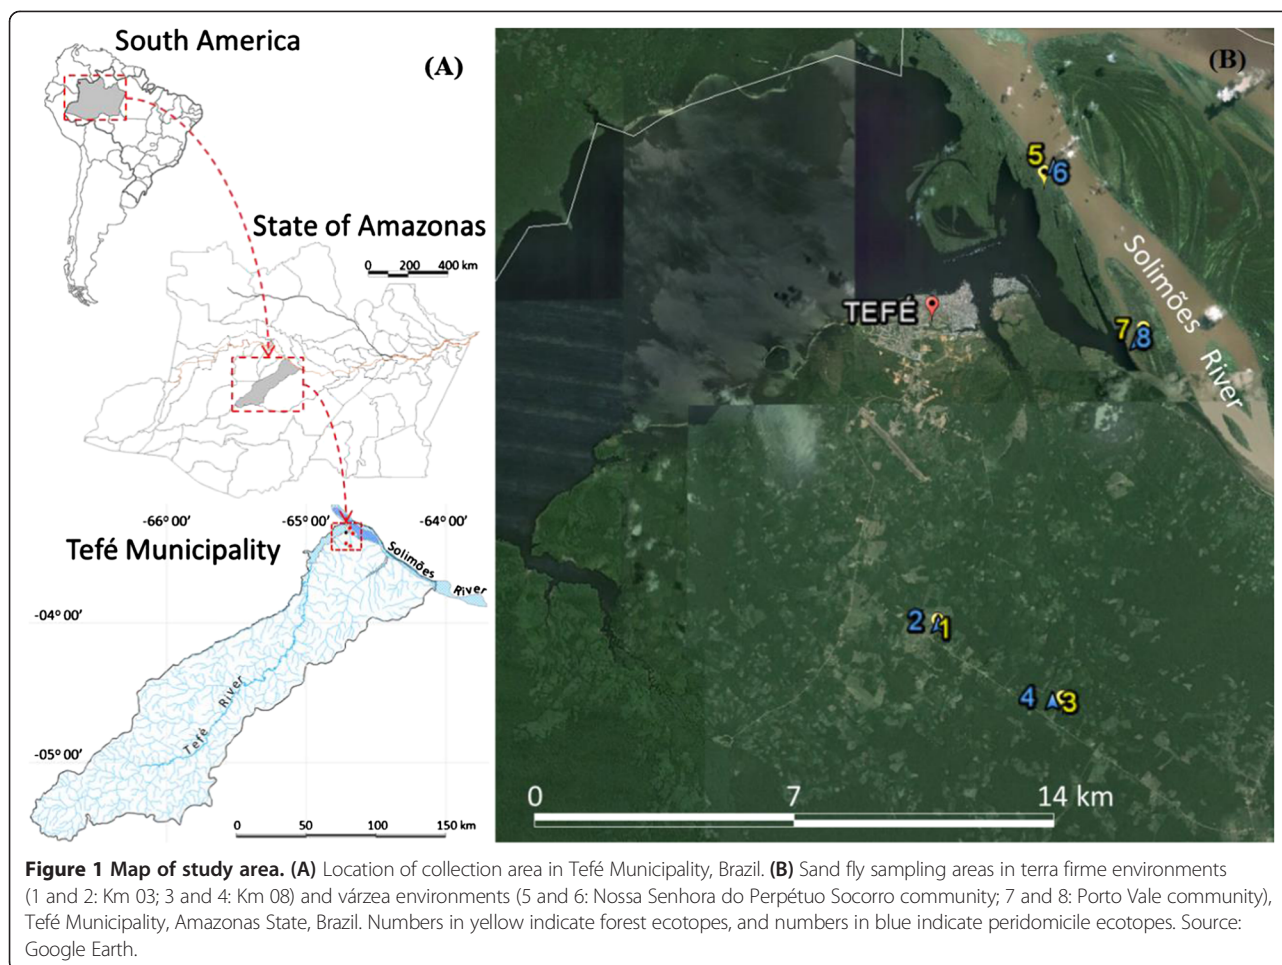 South America
(A)
State of Amazonas
0 200 400 km
-66° 00’ -65° 00’ -64° 00’
Tefé Municipality
Solimões
River
-04° 00’
Tefé River
-05° 00’
0 50 100 150 km
(B)
5
6
Solimões
River
TEFÉ
7
8
2
1
4
3
0 7 14 km
Figure 1 Map of study area. (A) Location of collection area in Tefé Municipality, Brazil. (B) Sand fly sampling areas in terra firme environments
(1 and 2: Km 03; 3 and 4: Km 08) and várzea environments (5 and 6: Nossa Senhora do Perpétuo Socorro community; 7 and 8: Porto Vale community),
Tefé Municipality, Amazonas State, Brazil. Numbers in yellow indicate forest ecotopes, and numbers in blue indicate peridomicile ecotopes. Source:
Google Earth.